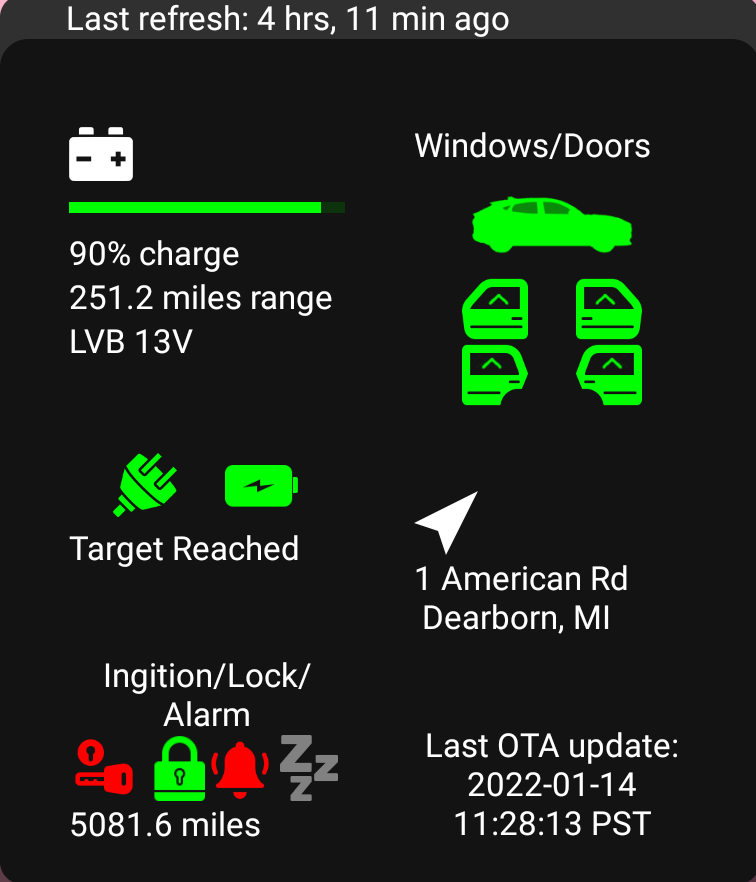 Last refresh: 4 hrs, 11 min ago
Windows/Doors
90% charge
251.2 miles range
LVB 13V
Target Reached
1 American Rd
Dearborn, MI
Ingition/Lock/
Alarm
5081.6 miles
Last OTA update:
2022-01-14
11:28:13 PST